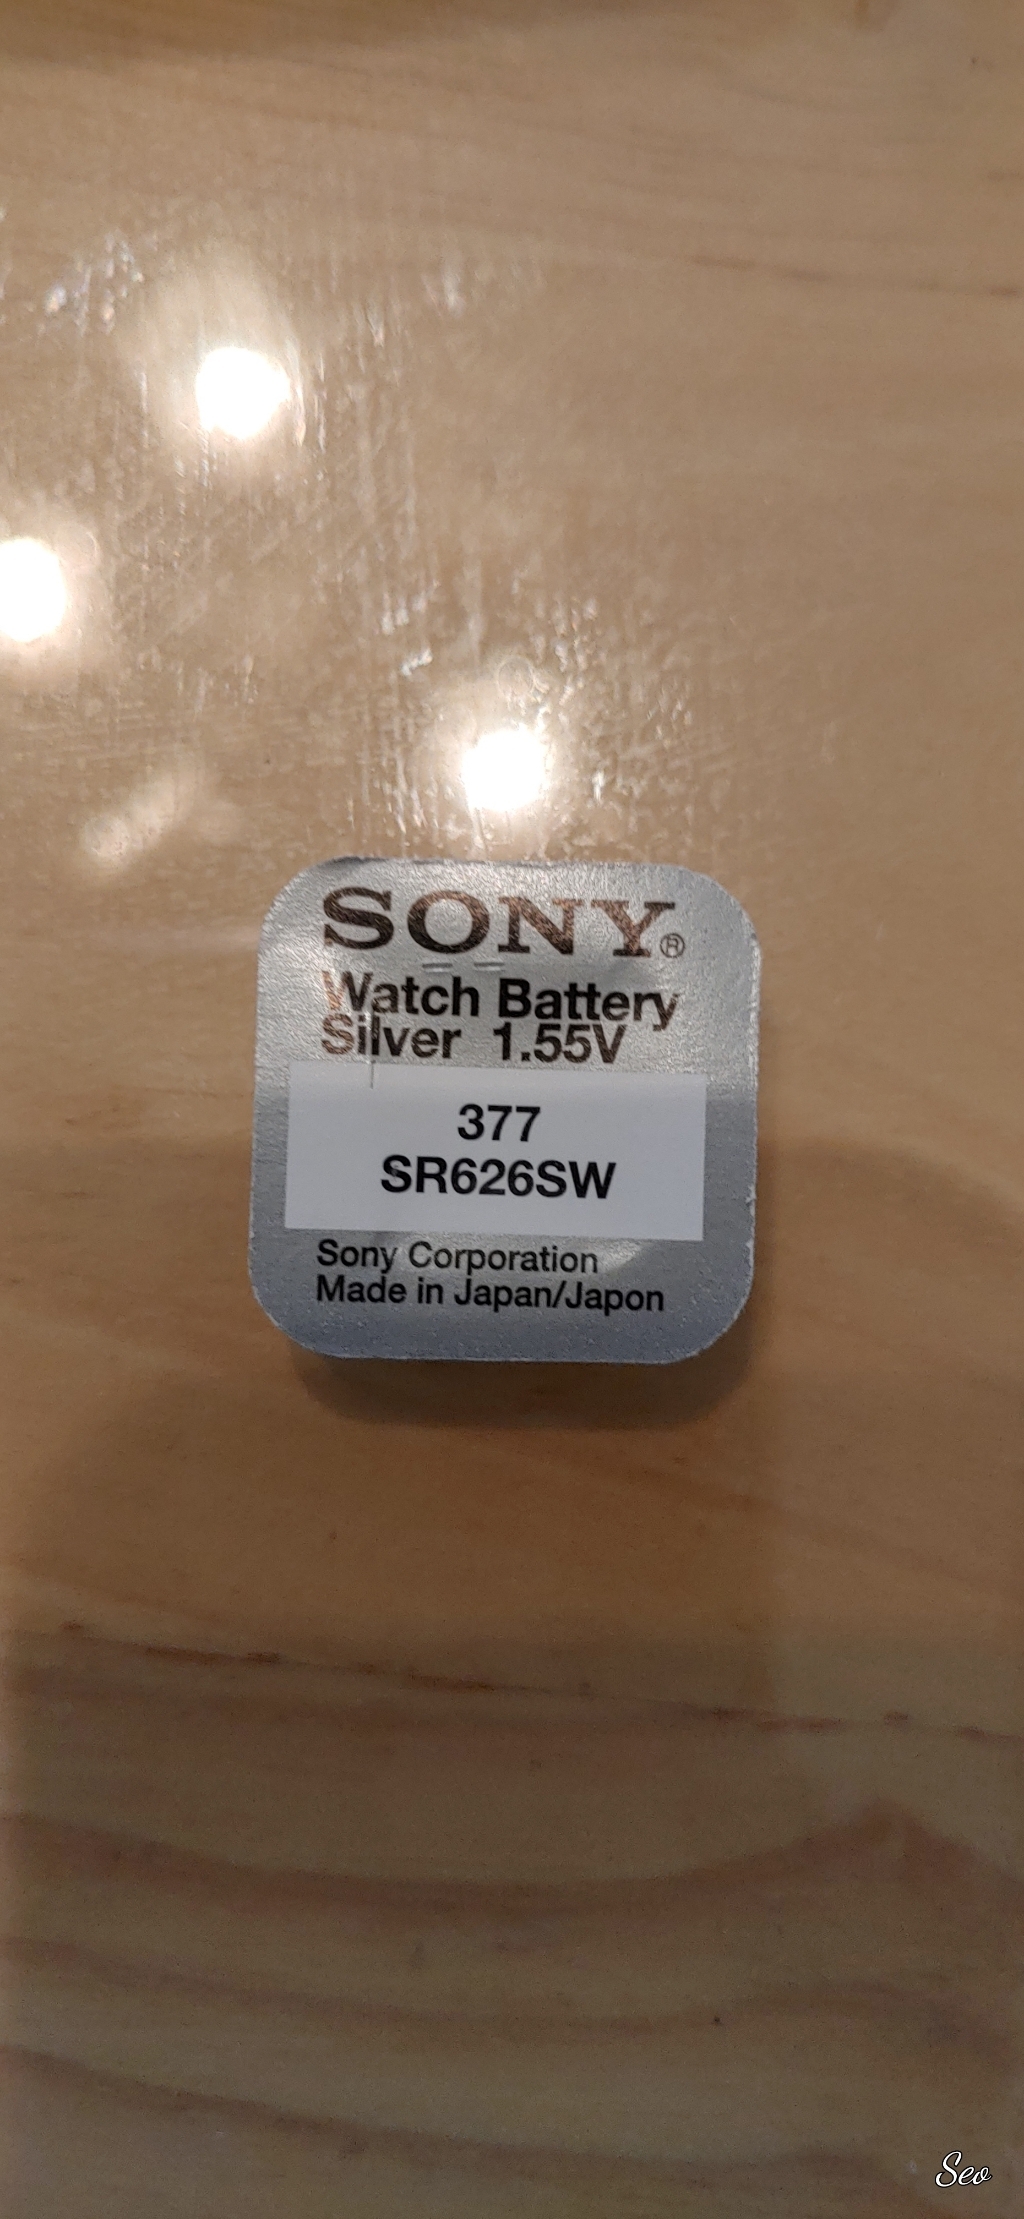 SONY®
Watch Battery
Silver 1.55V
377
SR626SW
Sony Corporation
Made in Japan/Japon
Seo